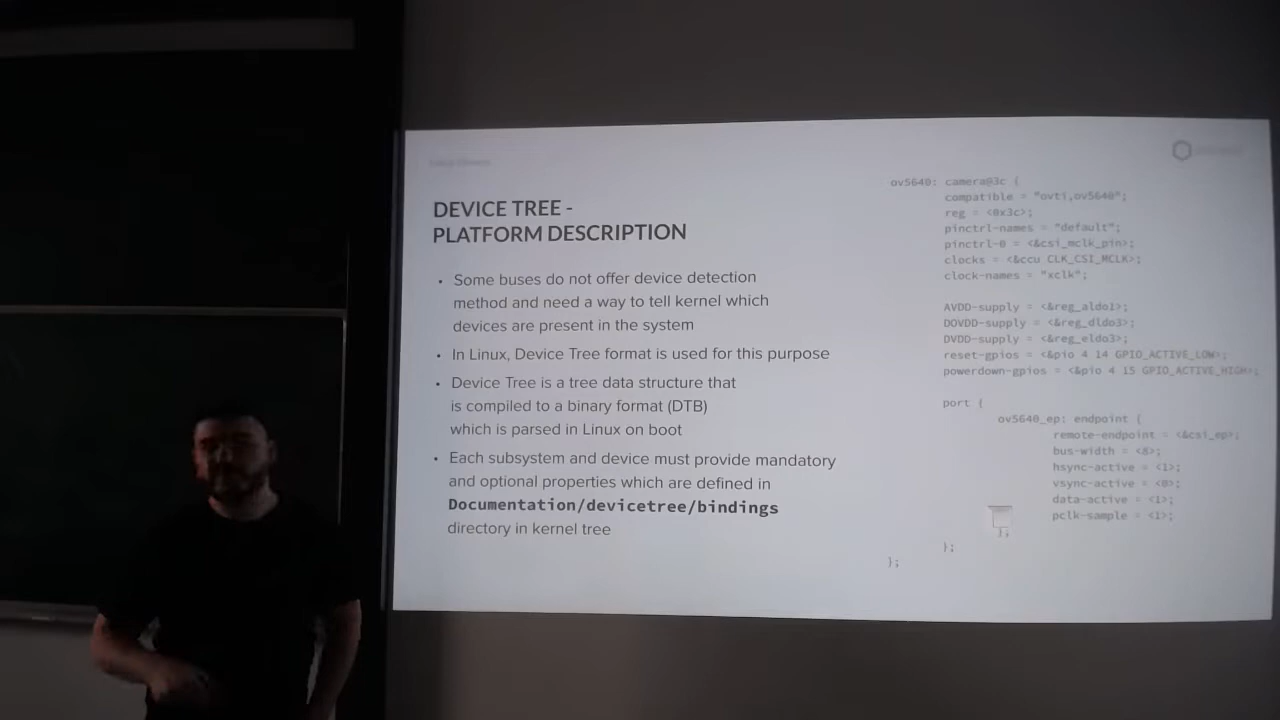 DEVICE TREE -
PLATFORM DESCRIPTION
• Some buses do not offer device detection
method and need a way to tell kernel which
devices are present in the system
• In Linux, Device Tree format is used for this purpose
• Device Tree is a tree data structure that
is compiled to a binary format (DTB)
which is parsed in Linux on boot
• Each subsystem and device must provide mandatory
and optional properties which are defined in
Documentation/devicetree/bindings
directory in kernel tree
ov5640: camera@3c {
compatible = "ovti,ov5640";
reg = <0x3c>;
pinctrl-names = "default";
pinctrl-0 = <&csi_mclk_pin>;
clocks = <&ccu CLK_CSI_MCLK>;
clock-names = "xclk";
AVDD-supply = <&reg_aldo1>;
DOVDD-supply = <&reg_dldo3>;
DVDD-supply = <&reg_eldo3>;
reset-gpios = <&pio 4 14 GPIO_ACTIVE_LOW>;
powerdown-gpios = <&pio 4 15 GPIO_ACTIVE_HIGH>;
port {
ov5640_ep: endpoint {
remote-endpoint = <&csi_ep>;
bus-width = <8>;
hsync-active = <1>;
vsync-active = <0>;
data-active = <1>;
pclk-sample = <1>;
};
};
};